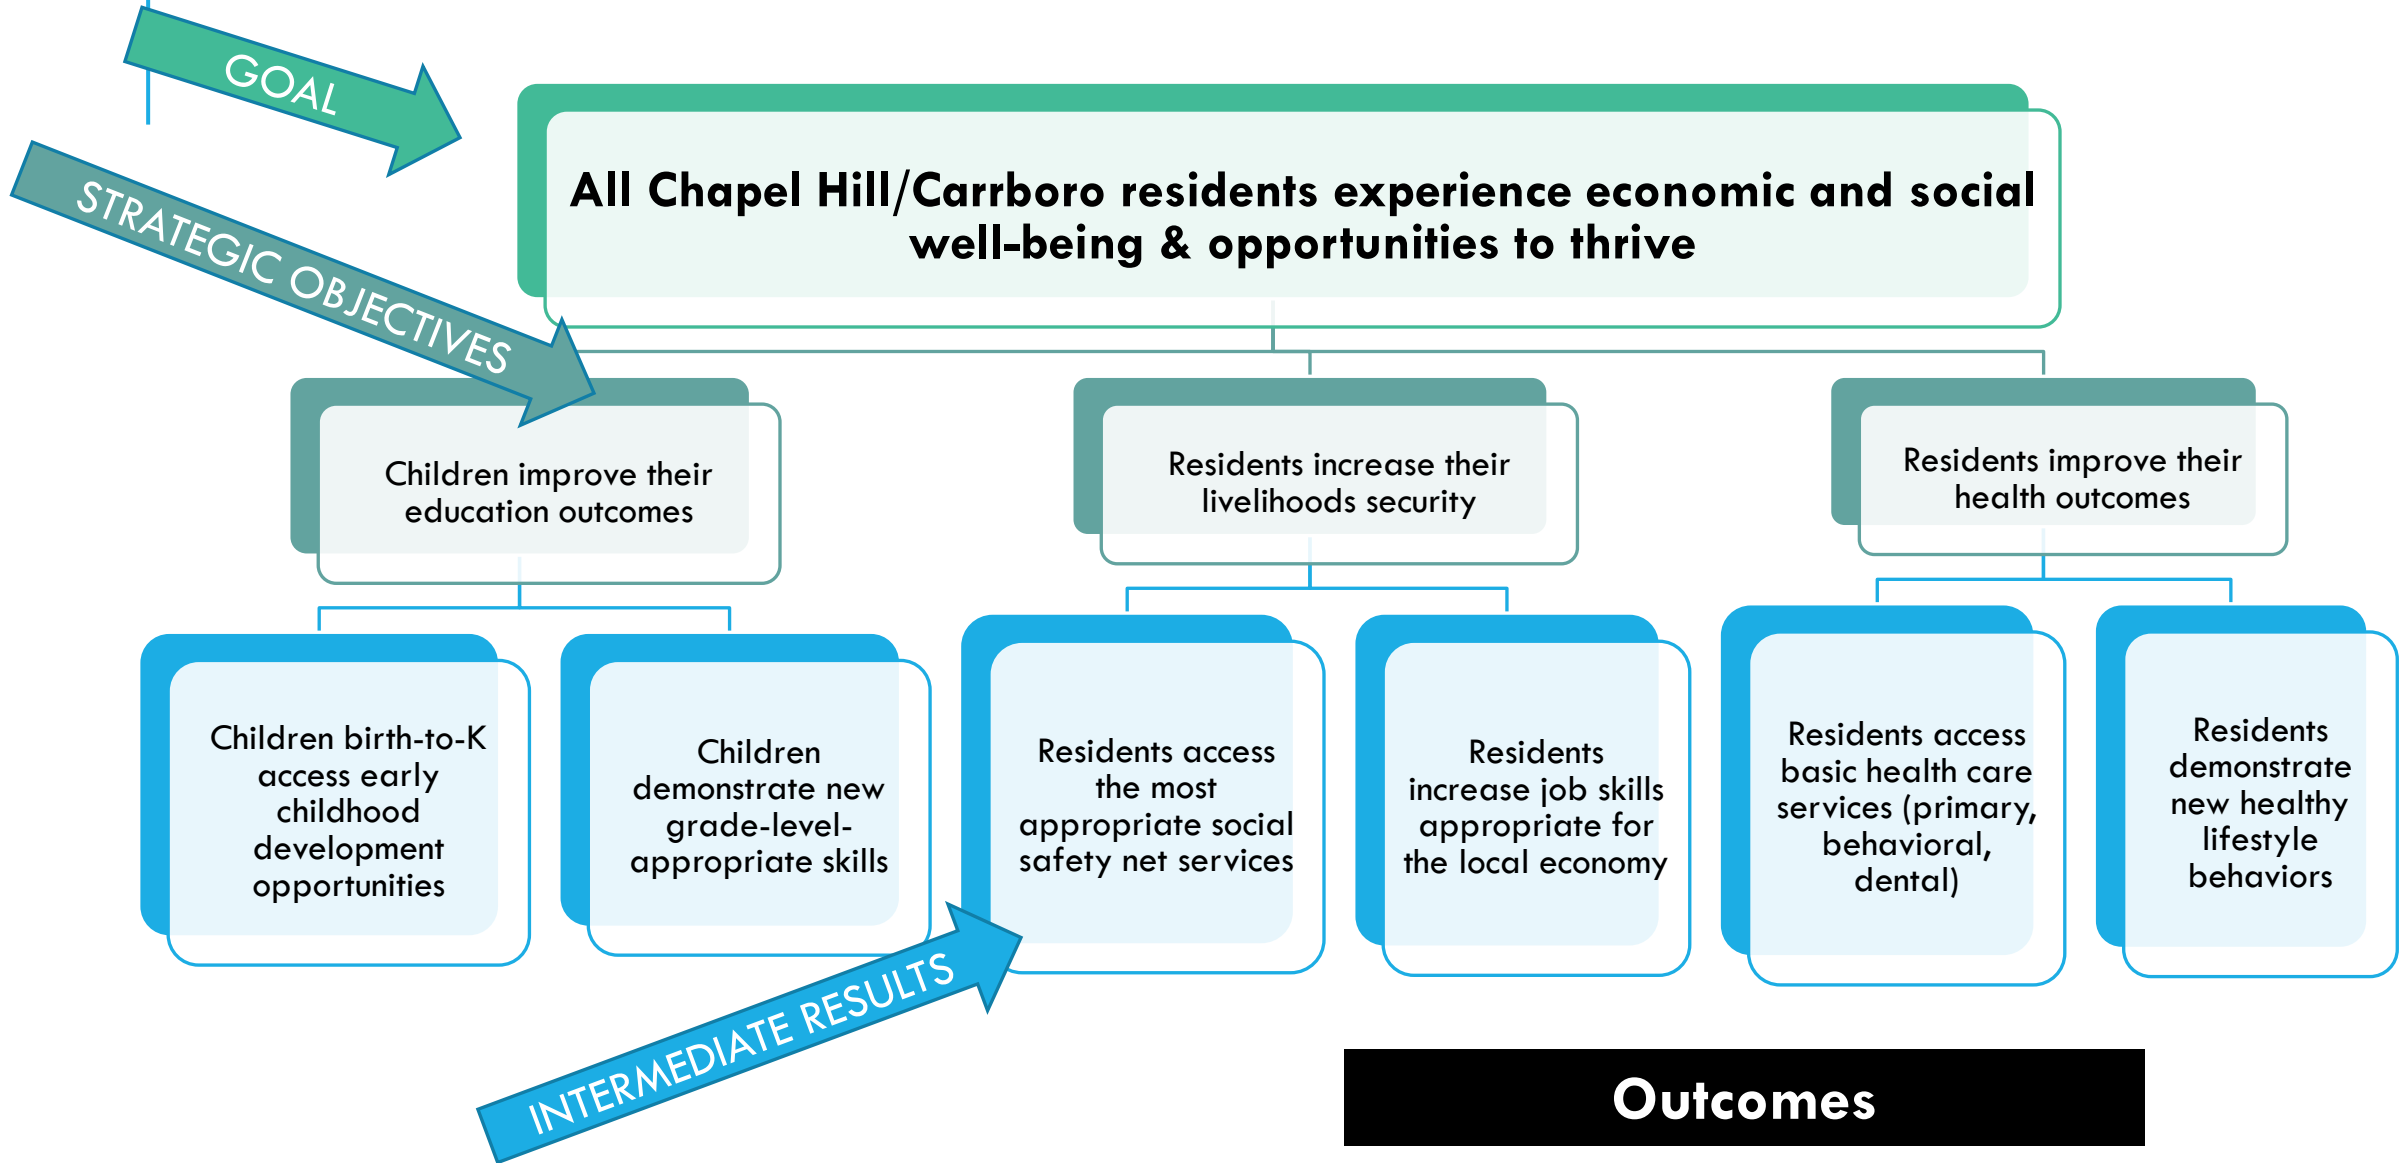 GOAL
All Chapel Hill/Carrboro residents experience economic and social
well-being & opportunities to thrive
STRATEGIC OBJECTIVES
Children improve their
education outcomes
Residents increase their
livelihoods security
Residents improve their
health outcomes
Children birth-to-K
access early
childhood
development
opportunities
Children
demonstrate new
grade-level-
appropriate skills
Residents access
the most
appropriate social
safety net services
Residents
increase job skills
appropriate for
the local economy
Residents access
basic health care
services (primary,
behavioral,
dental)
Residents
demonstrate
new healthy
lifestyle
behaviors
INTERMEDIATE RESULTS
Outcomes